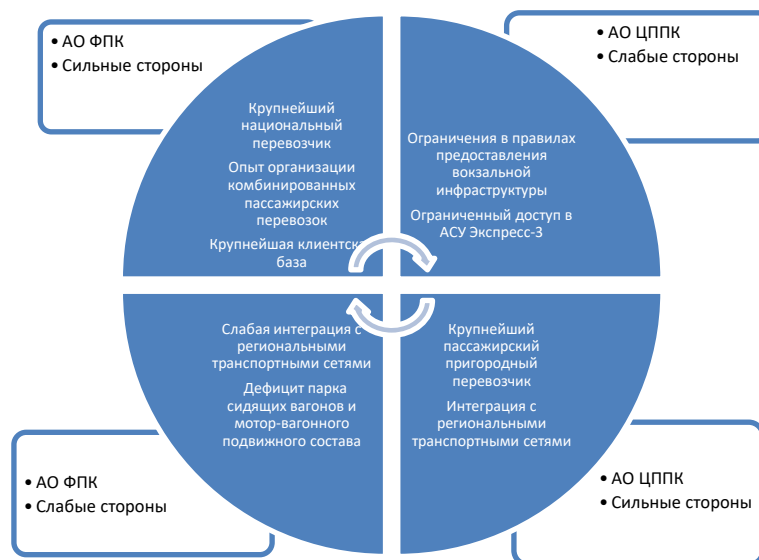 • АО ФПК
• Сильные стороны
• АО ЦППК
• Слабые стороны
Крупнейший
национальный
перевозчик
Опыт организации
комбинированных
пассажирских
перевозок
Крупнейшая клиентская
база
Ограничения в правилах
предоставления
вокзальной
инфраструктуры
Ограниченный доступ в
АСУ Экспресс-3
Слабая интеграция с
региональными
транспортными сетями
Дефицит парка
сидящих вагонов и
мотор-вагонного
подвижного состава
Крупнейший
пассажирский
пригородный
перевозчик
Интеграция с
региональными
транспортными сетями
• АО ФПК
• Слабые стороны
• АО ЦППК
• Сильные стороны